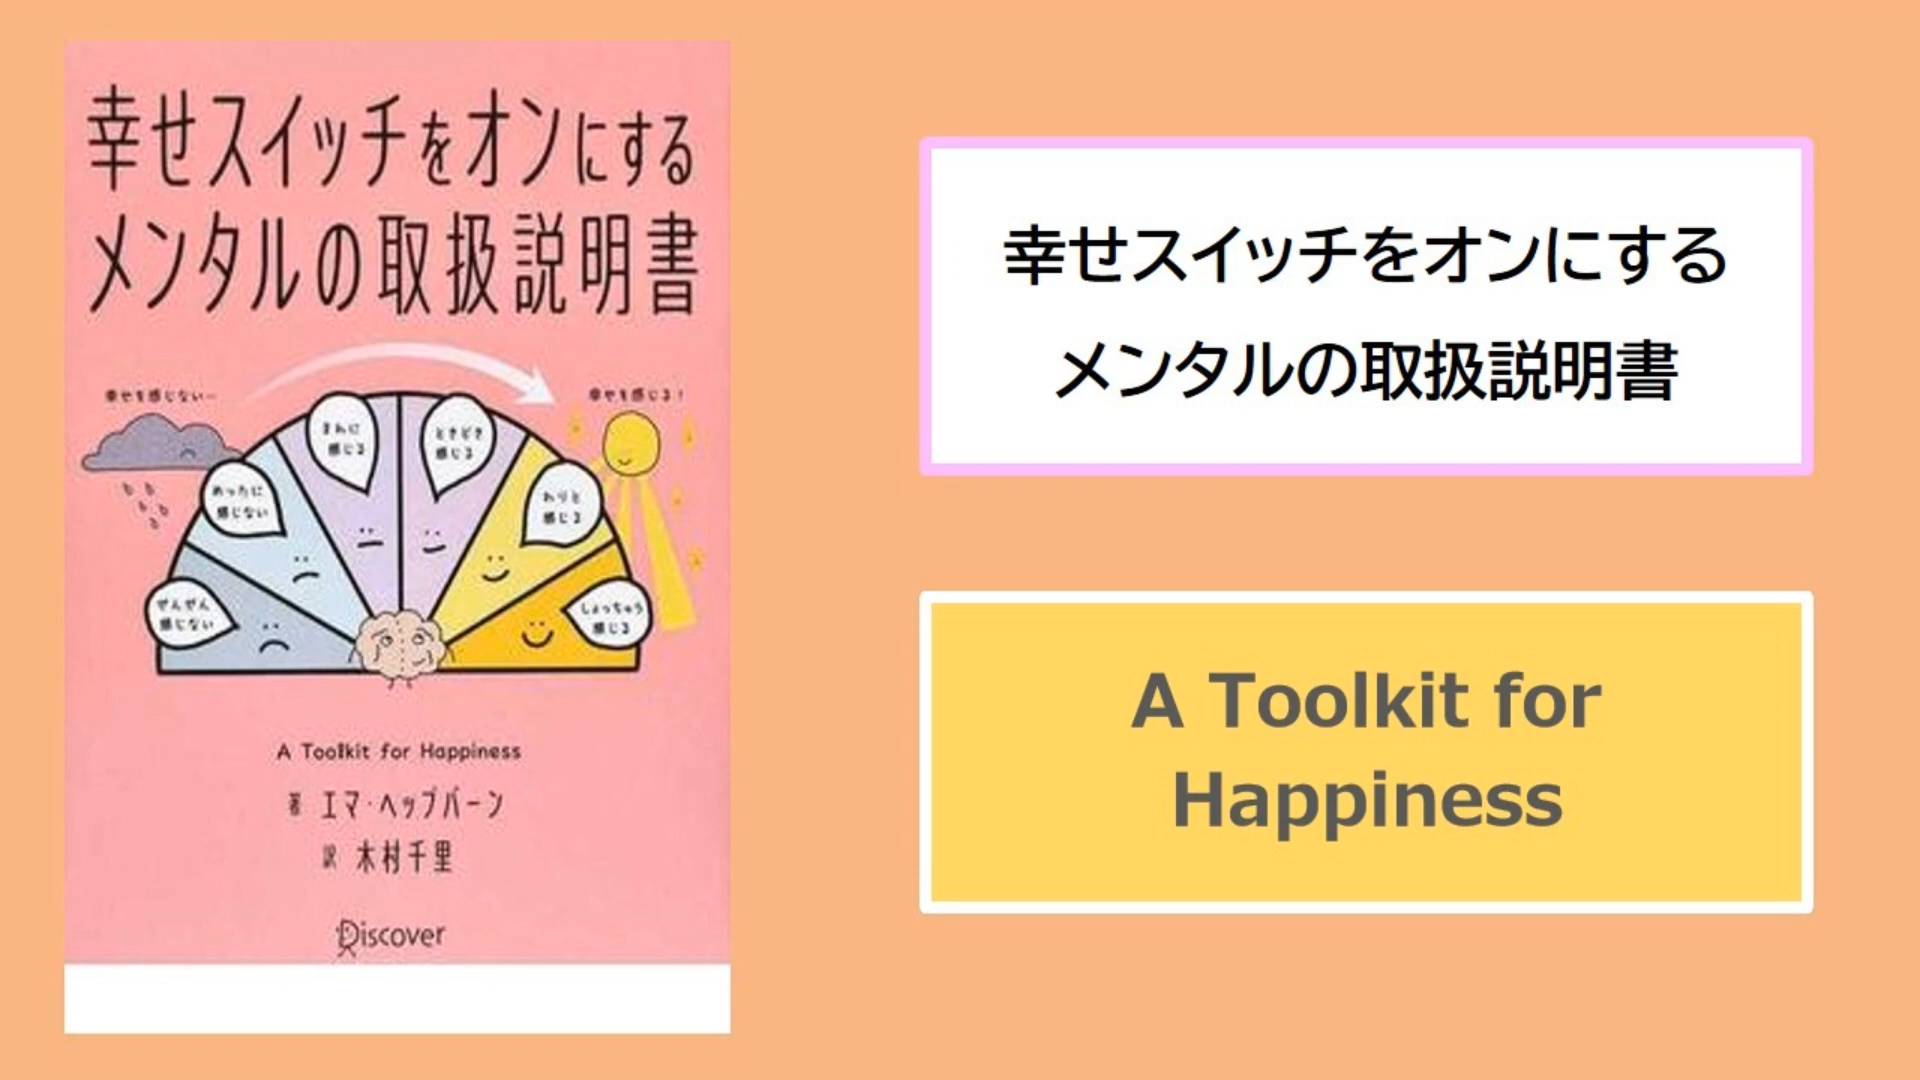 幸せスイッチをオンにする
メンタルの取扱説明書
幸せを感じない…
幸せを感じる！
まれに
感じる
ときどき
感じる
めったに
感じない
わりと
感じる
ぜんぜん
感じない
しょっちゅう
感じる
A Toolkit for Happiness
著 エマ・ヘップバーン
訳 木村千里
Discover
幸せスイッチをオンにする
メンタルの取扱説明書
A Toolkit for
Happiness